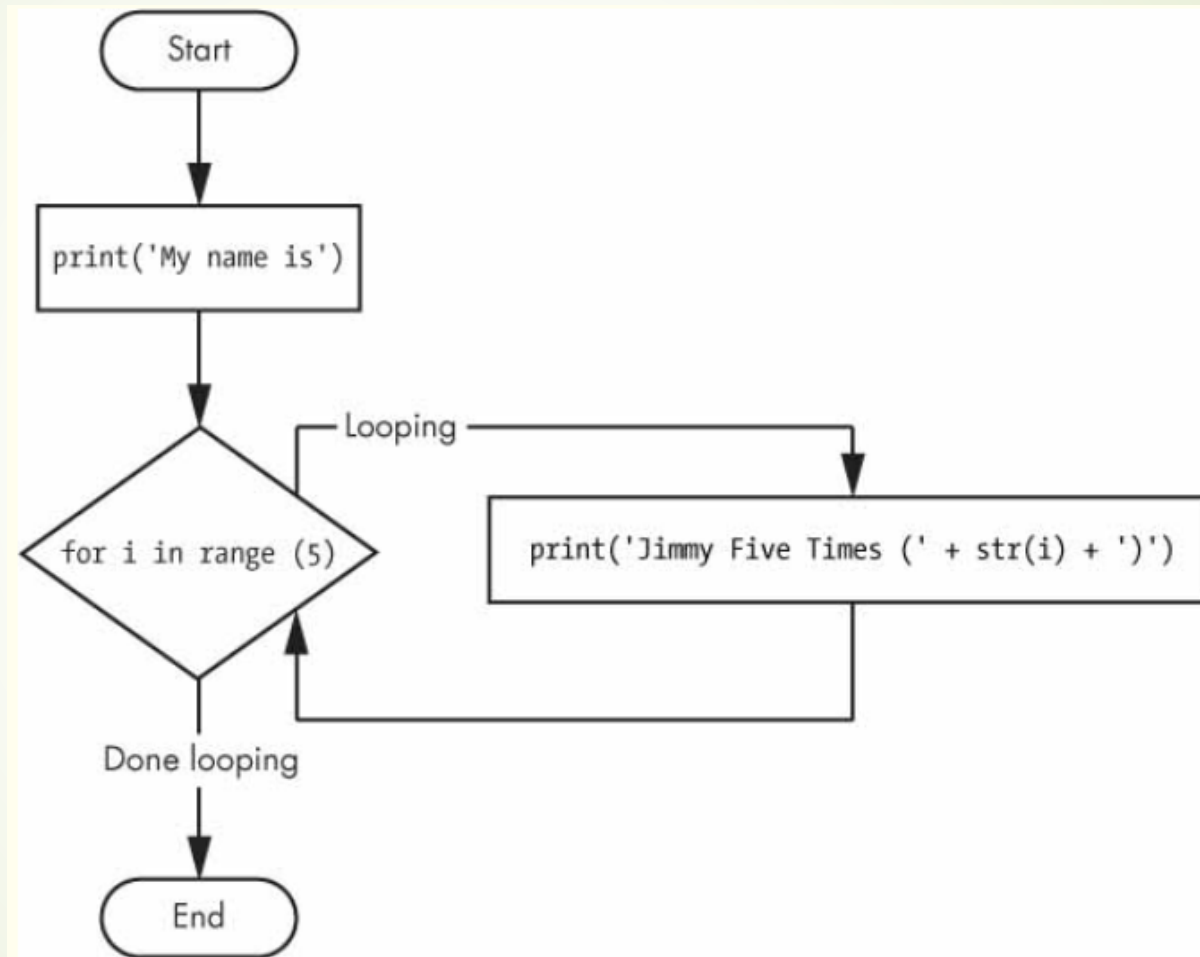 Start
print('My name is')
Looping
for i in range (5)
print('Jimmy Five Times (' + str(i) + ')')
Done looping
End